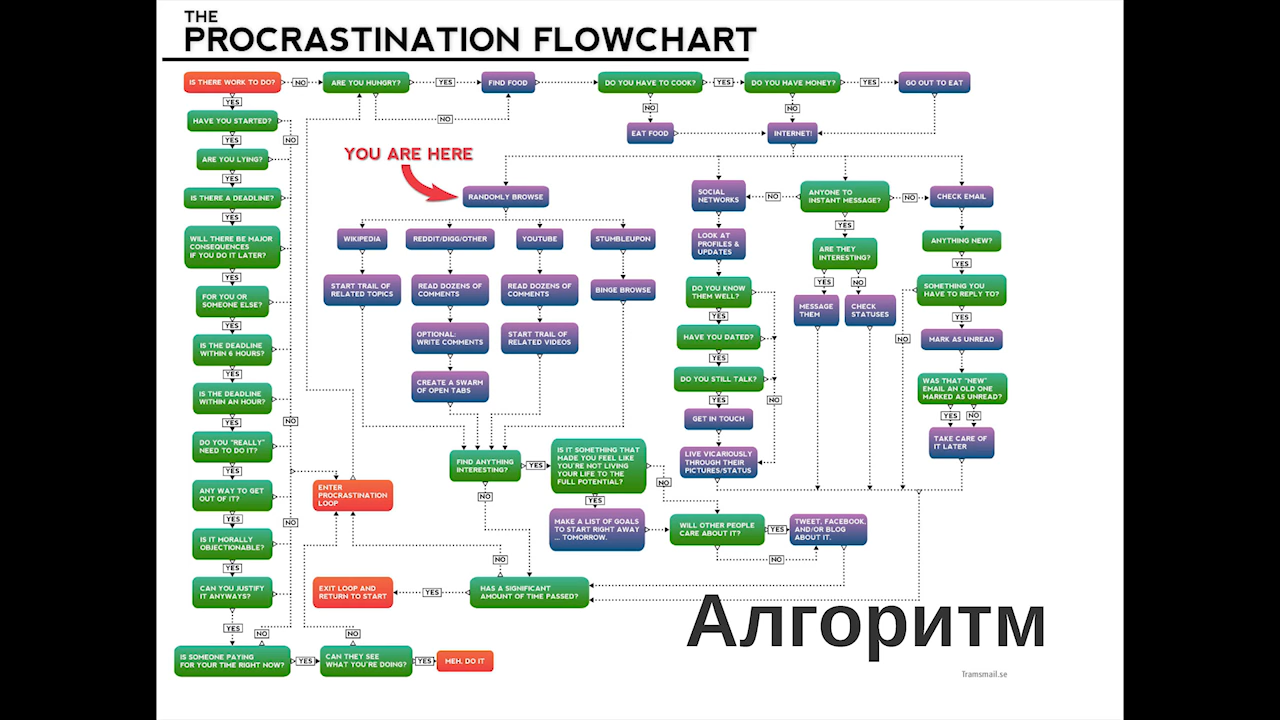 THE
PROCRASTINATION FLOWCHART
IS THERE WORK TO DO?
NO
ARE YOU HUNGRY?
YES
FIND FOOD
DO YOU HAVE TO COOK?
YES
DO YOU HAVE MONEY?
YES
GO OUT TO EAT
YES
NO
NO
NO
HAVE YOU STARTED?
NO
EAT FOOD
INTERNET!
YES
ARE YOU LYING?
YES
IS THERE A DEADLINE?
YES
WILL THERE BE MAJOR
CONSEQUENCES
IF YOU DO IT LATER?
YES
FOR YOU OR
SOMEONE ELSE?
YES
IS THE DEADLINE
WITHIN 6 HOURS?
YES
IS THE DEADLINE
WITHIN AN HOUR?
YES
NO
DO YOU "REALLY"
NEED TO DO IT?
YES
ANY WAY TO GET
OUT OF IT?
YES
NO
IS IT MORALLY
OBJECTIONABLE?
YES
CAN YOU JUSTIFY
IT ANYWAYS?
YES
NO
IS SOMEONE PAYING
FOR YOUR TIME RIGHT NOW?
YES
NO
CAN THEY SEE
WHAT YOU'RE DOING?
YES
MEH. DO IT
YOU ARE HERE
RANDOMLY BROWSE
WIKIPEDIA
REDDIT/DIGG/OTHER
YOUTUBE
STUMBLEUPON
START TRAIL OF
RELATED TOPICS
READ DOZENS OF
COMMENTS
READ DOZENS OF
COMMENTS
BINGE BROWSE
OPTIONAL:
WRITE COMMENTS
START TRAIL OF
RELATED VIDEOS
CREATE A SWARM
OF OPEN TABS
FIND ANYTHING
INTERESTING?
YES
NO
IS IT SOMETHING THAT
MADE YOU FEEL LIKE
YOU'RE NOT LIVING
YOUR LIFE TO THE
FULL POTENTIAL?
NO
YES
MAKE A LIST OF GOALS
TO START RIGHT AWAY
... TOMORROW.
WILL OTHER PEOPLE
CARE ABOUT IT?
YES
NO
TWEET, FACEBOOK,
AND/OR BLOG
ABOUT IT.
ENTER
PROCRASTINATION
LOOP
NO
HAS A SIGNIFICANT
AMOUNT OF TIME PASSED?
YES
EXIT LOOP AND
RETURN TO START
SOCIAL
NETWORKS
NO
ANYONE TO
INSTANT MESSAGE?
NO
CHECK EMAIL
LOOK AT
PROFILES &
UPDATES
DO YOU KNOW
THEM WELL?
YES
HAVE YOU DATED?
YES
DO YOU STILL TALK?
YES
NO
GET IN TOUCH
LIVE VICARIOUSLY
THROUGH THEIR
PICTURES/STATUS
YES
ARE THEY
INTERESTING?
YES
NO
MESSAGE
THEM
CHECK
STATUSES
ANYTHING NEW?
YES
SOMETHING YOU
HAVE TO REPLY TO?
YES
NO
MARK AS UNREAD
WAS THAT "NEW"
EMAIL AN OLD ONE
MARKED AS UNREAD?
YES
NO
TAKE CARE OF
IT LATER
Алгоритм
Tramsmail.se